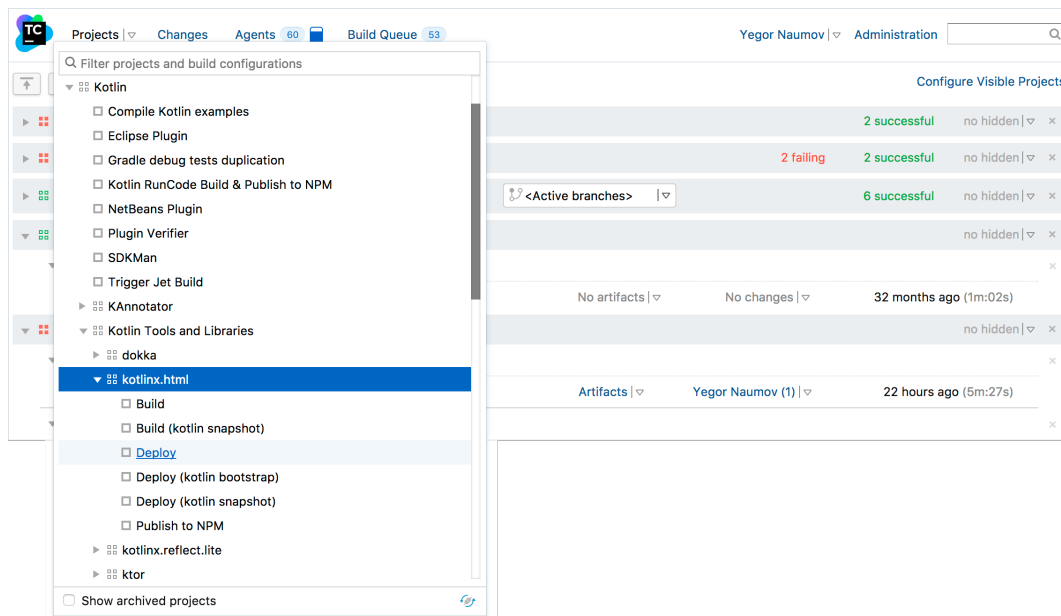 TC
Projects
Changes
Agents 60
Build Queue 53
Yegor Naumov
Administration
Filter projects and build configurations
Configure Visible Projects
Kotlin
Compile Kotlin examples
2 successful
no hidden
Eclipse Plugin
Gradle debug tests duplication
2 failing
2 successful
no hidden
Kotlin RunCode Build & Publish to NPM
<Active branches>
6 successful
no hidden
NetBeans Plugin
Plugin Verifier
no hidden
SDKMan
Trigger Jet Build
No artifacts
No changes
32 months ago (1m:02s)
KAnnotator
Kotlin Tools and Libraries
no hidden
dokka
kotlinx.html
Artifacts
Yegor Naumov (1)
22 hours ago (5m:27s)
Build
Build (kotlin snapshot)
Deploy
Deploy (kotlin bootstrap)
Deploy (kotlin snapshot)
Publish to NPM
kotlinx.reflect.lite
ktor
Show archived projects